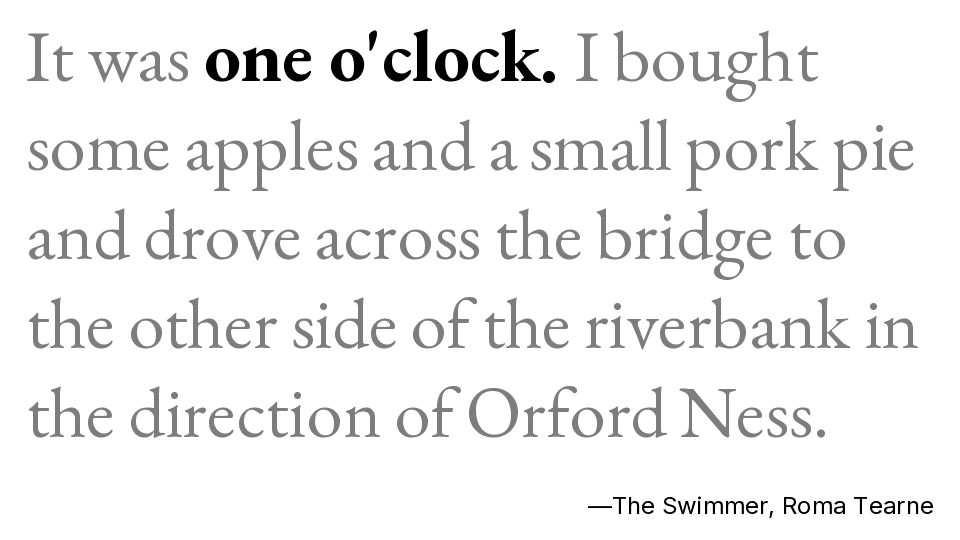 It was one o'clock. I bought
some apples and a small pork pie
and drove across the bridge to
the other side of the riverbank in
the direction of Orford Ness.
—The Swimmer, Roma Tearne